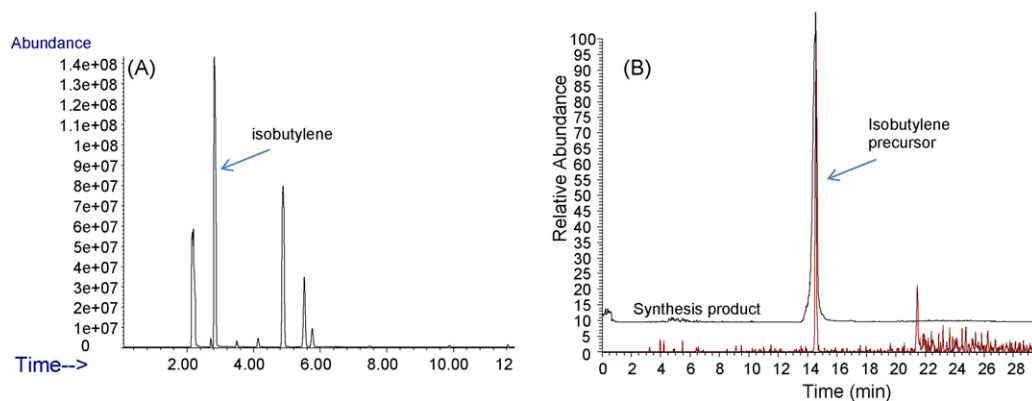 Abundance
(A)
1.4e+08
1.3e+08
1.2e+08
1e+08
1e+08
9e+07
8e+07
7e+07
6e+07
5e+07
4e+07
3e+07
2e+07
1e+07
0
isobutylene
2.00 4.00 6.00 8.00 10.00 12
Time-->
(B)
Relative Abundance
100
95
90
85
80
75
70
65
60
55
50
45
40
35
30
25
20
15
10
5
0
Isobutylene
precursor
Synthesis product
0 2 4 6 8 10 12 14 16 18 20 22 24 26 28
Time (min)